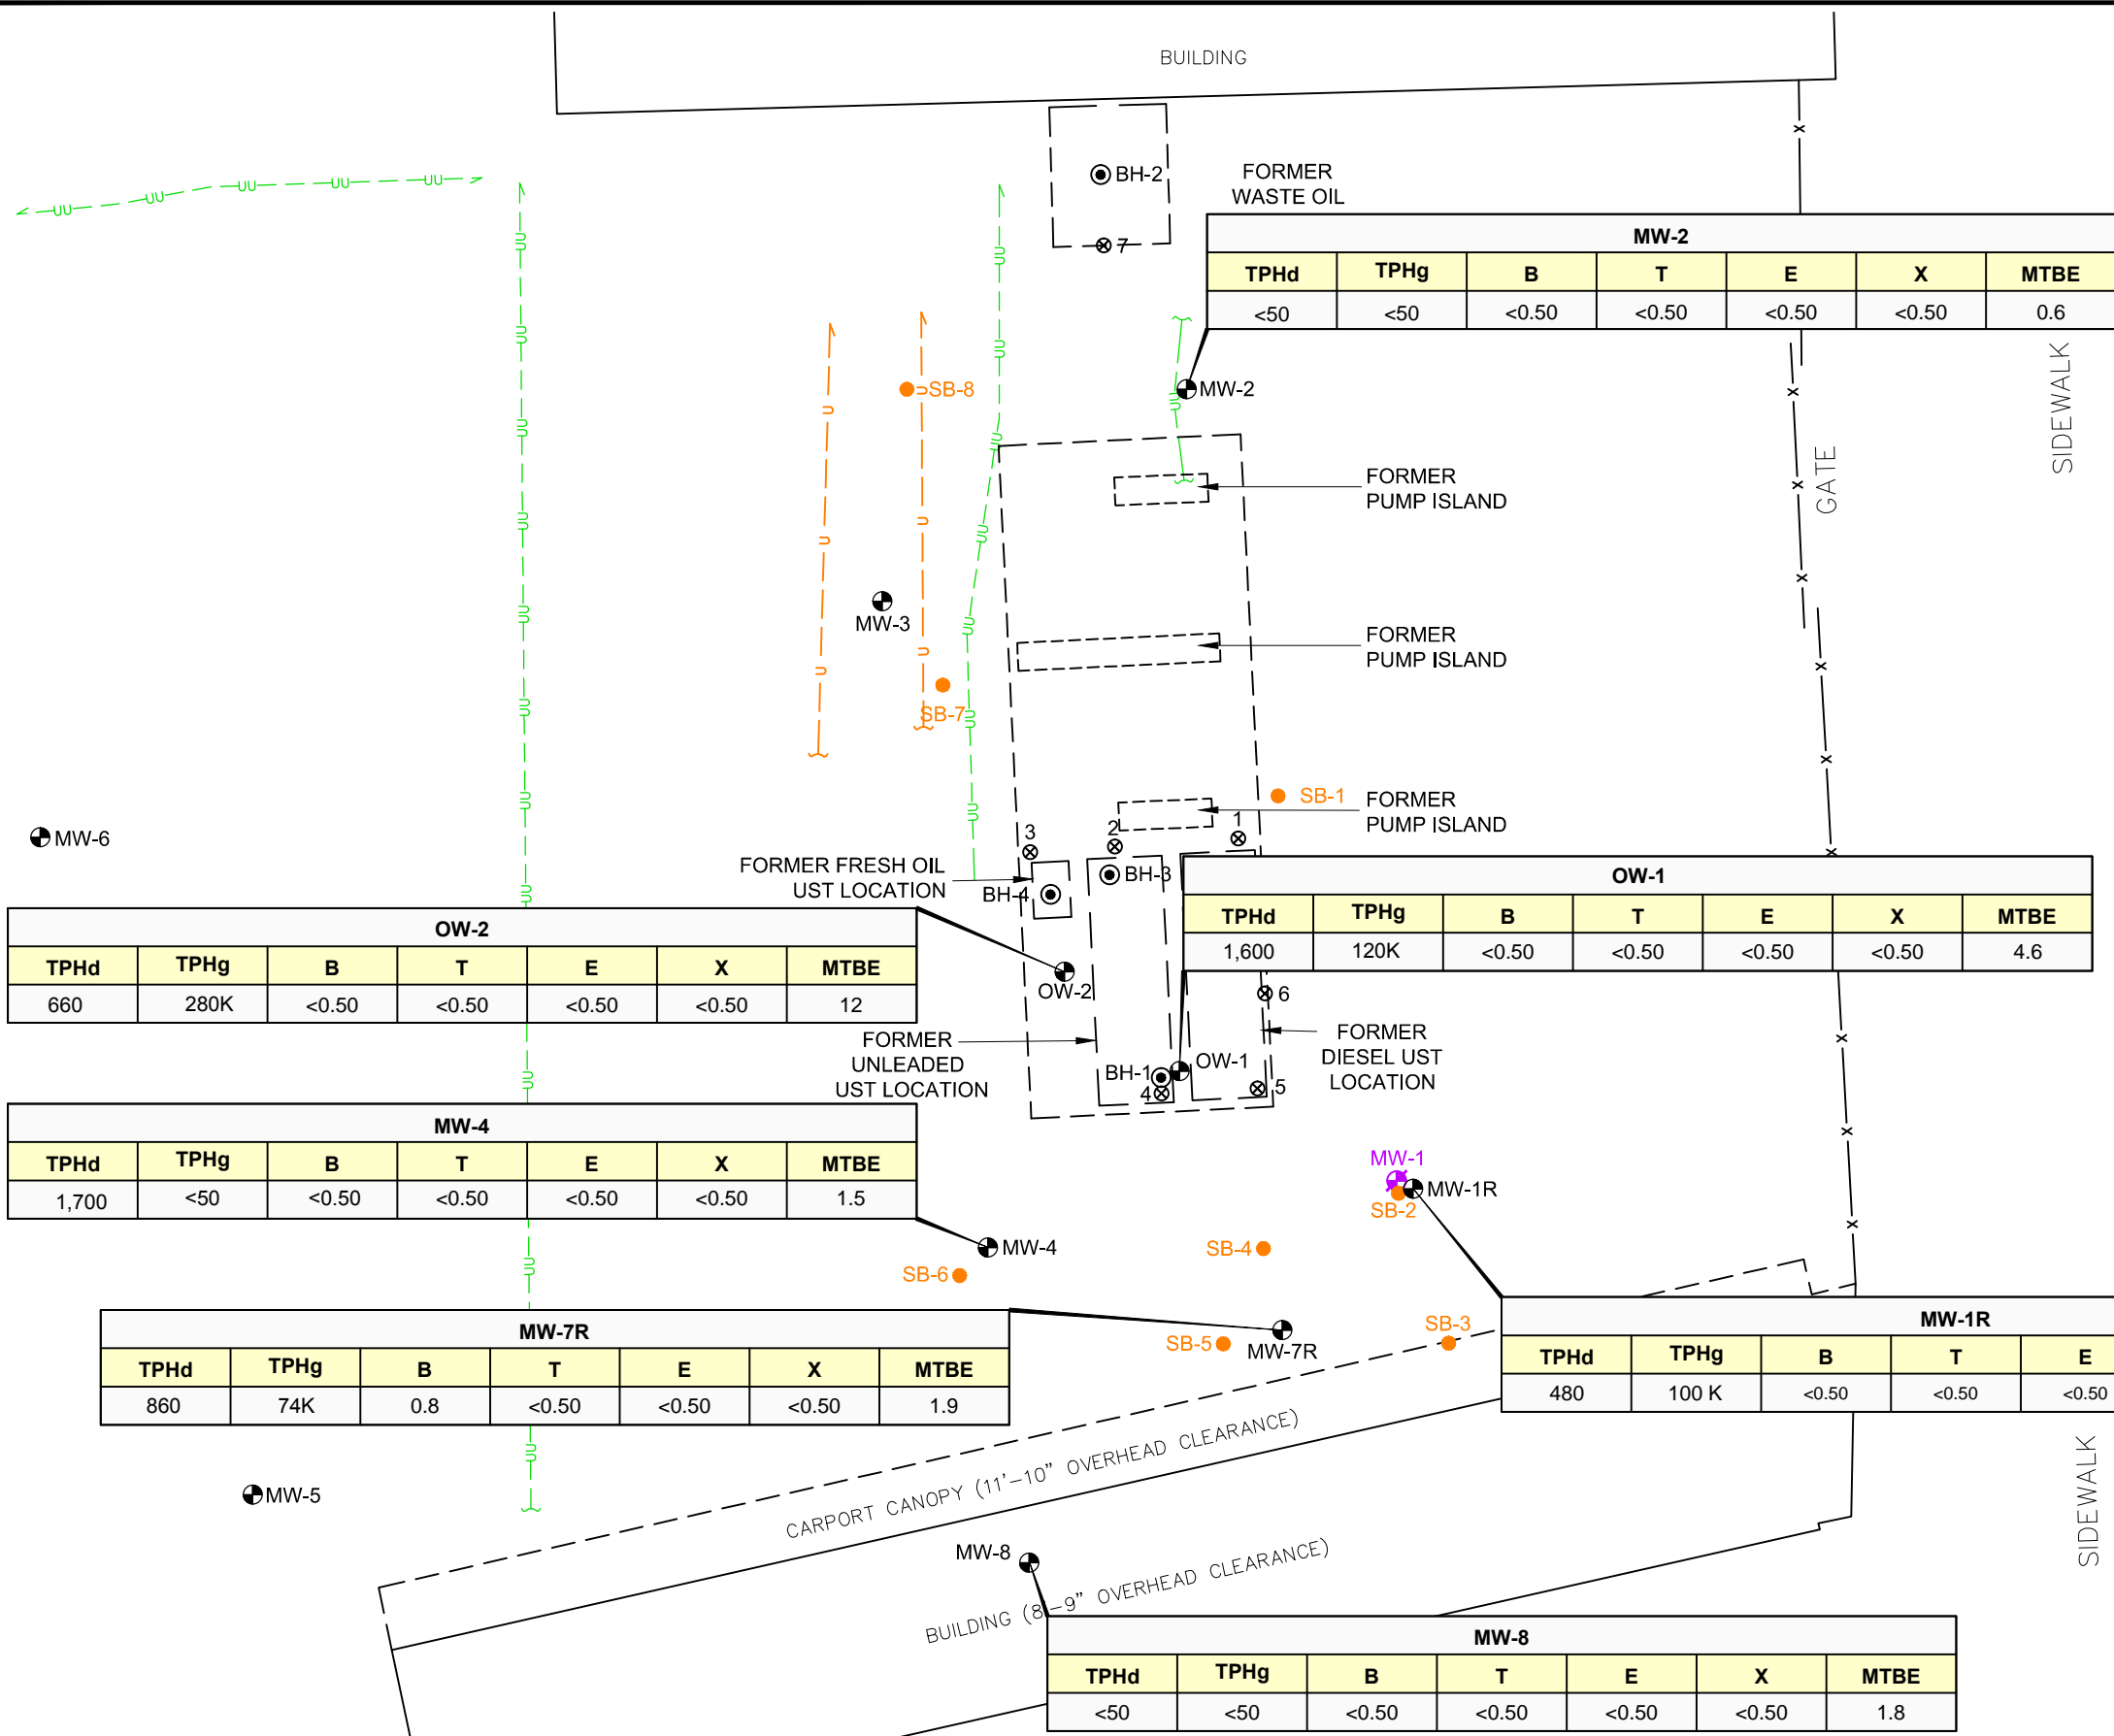 BUILDING
BH-2
FORMER
WASTE OIL
7
MW-2
TPHd TPHg B T E X MTBE
<50 <50 <0.50 <0.50 <0.50 <0.50 0.6
SIDEWALK
SB-8
MW-2
GATE
FORMER
PUMP ISLAND
MW-3
FORMER
PUMP ISLAND
SB-7
SB-1
FORMER
PUMP ISLAND
MW-6
3
2
1
FORMER FRESH OIL
UST LOCATION
BH-4
BH-3
OW-1
TPHd TPHg B T E X MTBE
1,600 120K <0.50 <0.50 <0.50 <0.50 4.6
OW-2
TPHd TPHg B T E X MTBE
660 280K <0.50 <0.50 <0.50 <0.50 12
OW-2
6
FORMER
UNLEADED
UST LOCATION
FORMER
DIESEL UST
LOCATION
BH-1
OW-1
4
5
MW-4
TPHd TPHg B T E X MTBE
1,700 <50 <0.50 <0.50 <0.50 <0.50 1.5
MW-1
MW-1R
SB-2
MW-4
SB-4
SB-6
MW-7R
TPHd TPHg B T E X MTBE
860 74K 0.8 <0.50 <0.50 <0.50 1.9
SB-5
MW-7R
SB-3
MW-1R
TPHd TPHg B T E
480 100 K <0.50 <0.50 <0.50
CARPORT CANOPY (11'-10" OVERHEAD CLEARANCE)
MW-5
SIDEWALK
MW-8
BUILDING (8'-9" OVERHEAD CLEARANCE)
MW-8
TPHd TPHg B T E X MTBE
<50 <50 <0.50 <0.50 <0.50 <0.50 1.8